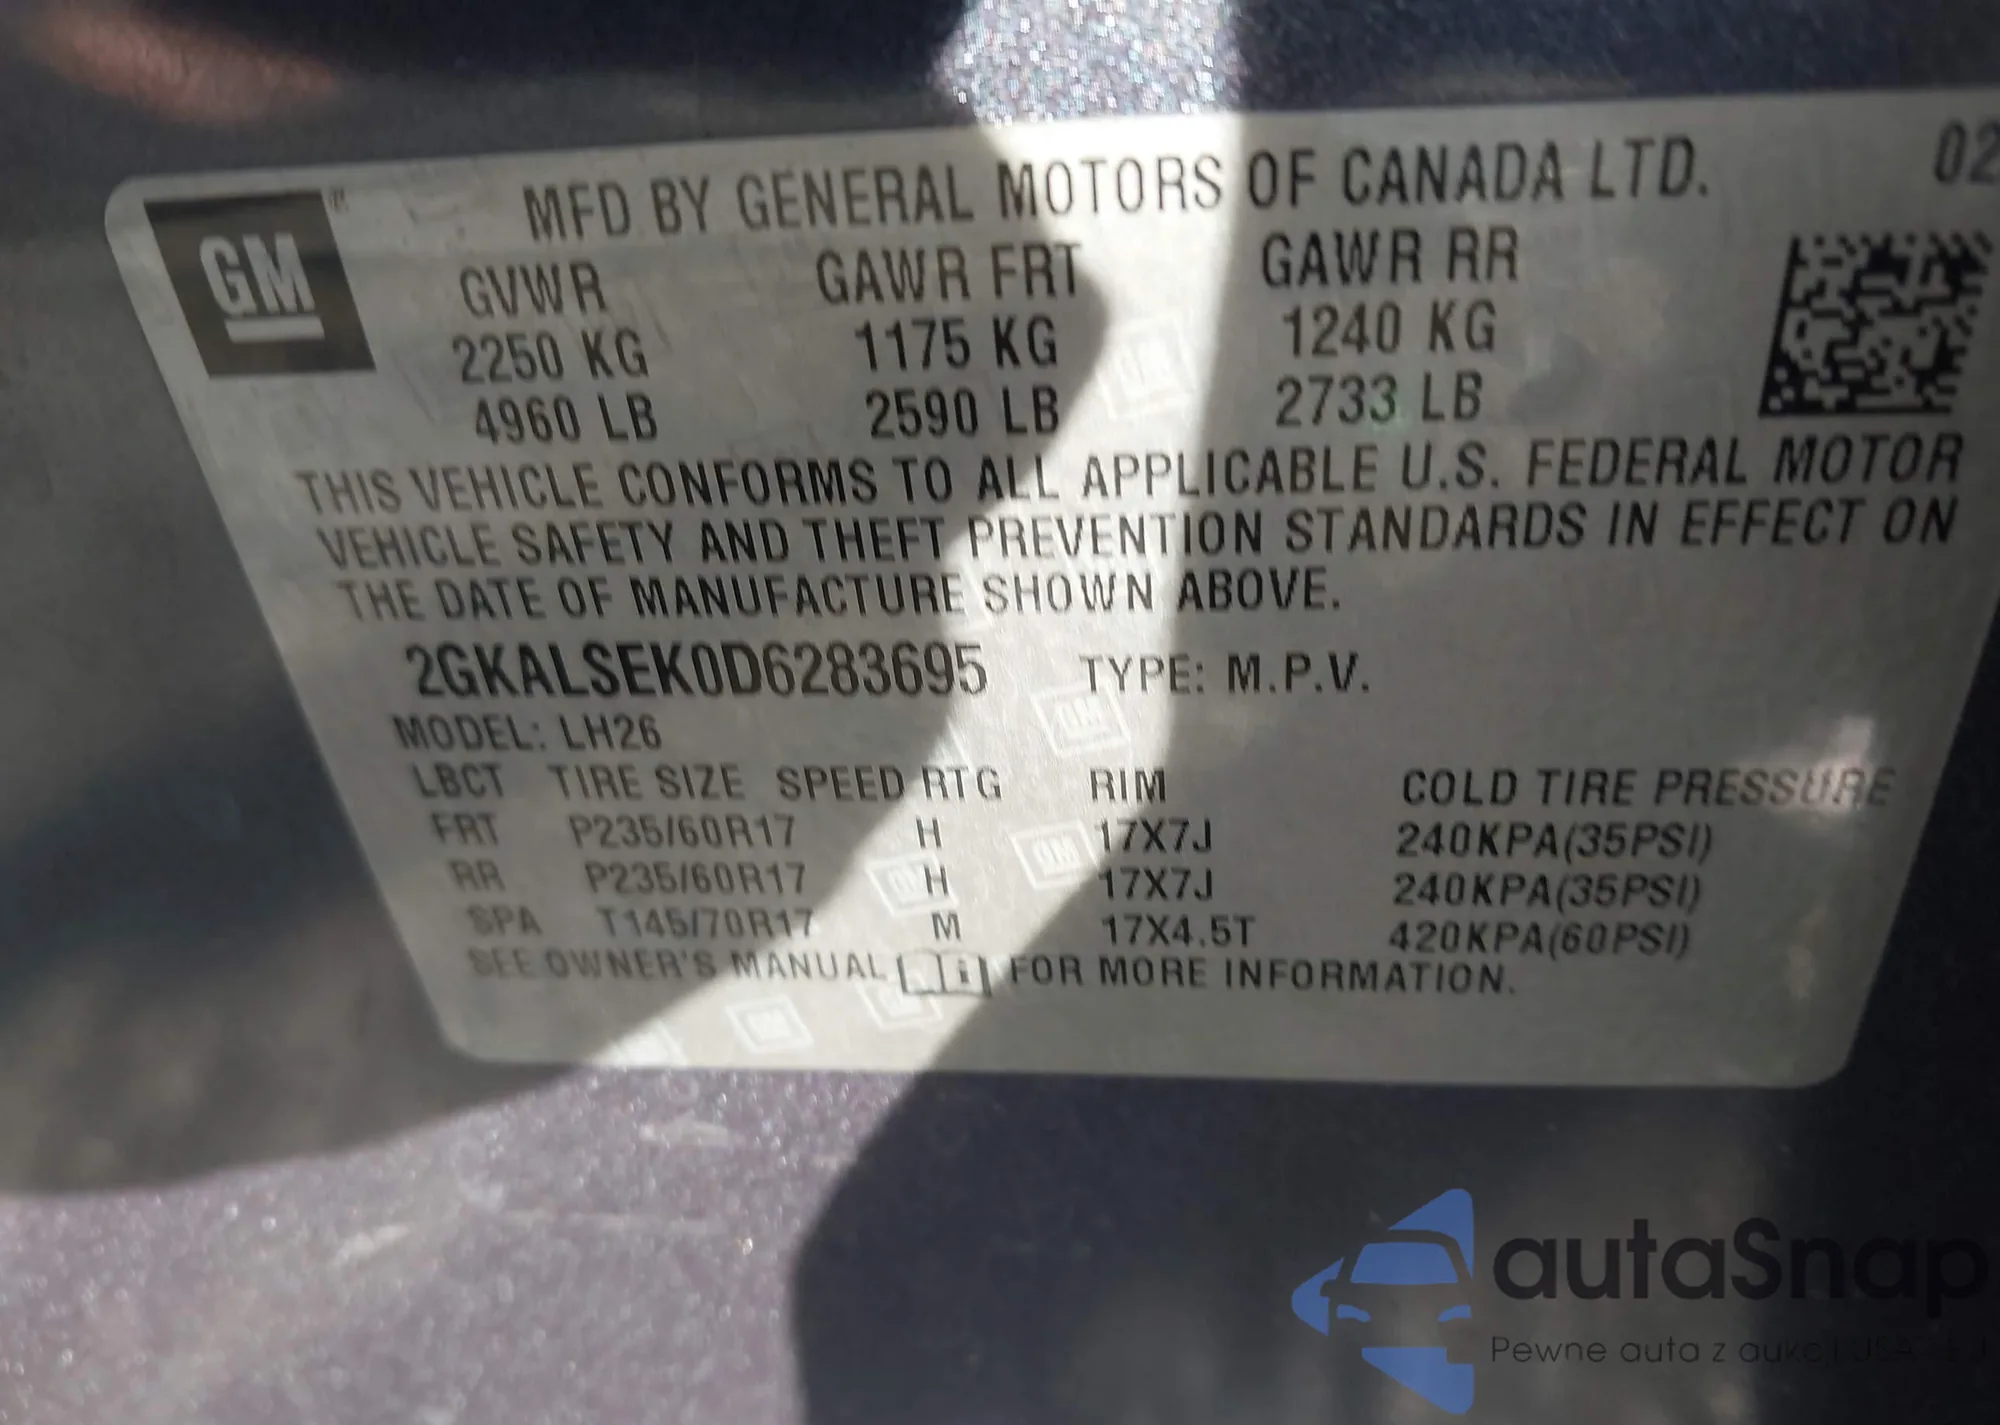 MFD BY GENERAL MOTORS OF CANADA LTD. 02
GM
GVWR GAWR FRT GAWR RR
2250 KG 1175 KG 1240 KG
4960 LB 2590 LB 2733 LB
THIS VEHICLE CONFORMS TO ALL APPLICABLE U.S. FEDERAL MOTOR
VEHICLE SAFETY AND THEFT PREVENTION STANDARDS IN EFFECT ON
THE DATE OF MANUFACTURE SHOWN ABOVE.
2GKALSEK0D6283695 TYPE: M.P.V.
MODEL: LH26
LBCT TIRE SIZE SPEED RTG RIM COLD TIRE PRESSURE
FRT P235/60R17 H 17X7J 240KPA(35PSI)
RR P235/60R17 H 17X7J 240KPA(35PSI)
SPA T145/70R17 M 17X4.5T 420KPA(60PSI)
SEE OWNER'S MANUAL FOR MORE INFORMATION.
autaSnap
Pewne auta z aukcji USA